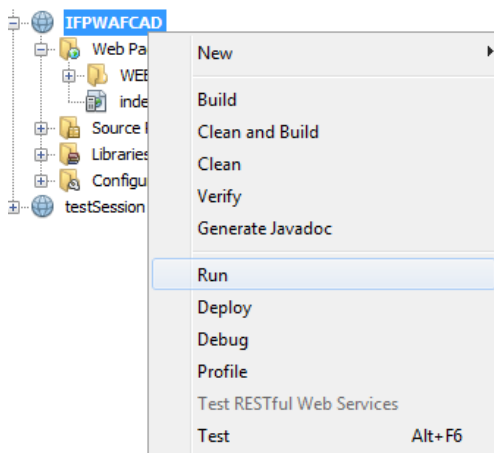 IFPWAFCAD
Web Pa
WEE
inde
Source
Libraries
Configu
testSession
New
Build
Clean and Build
Clean
Verify
Generate Javadoc
Run
Deploy
Debug
Profile
Test RESTful Web Services
Test Alt+F6